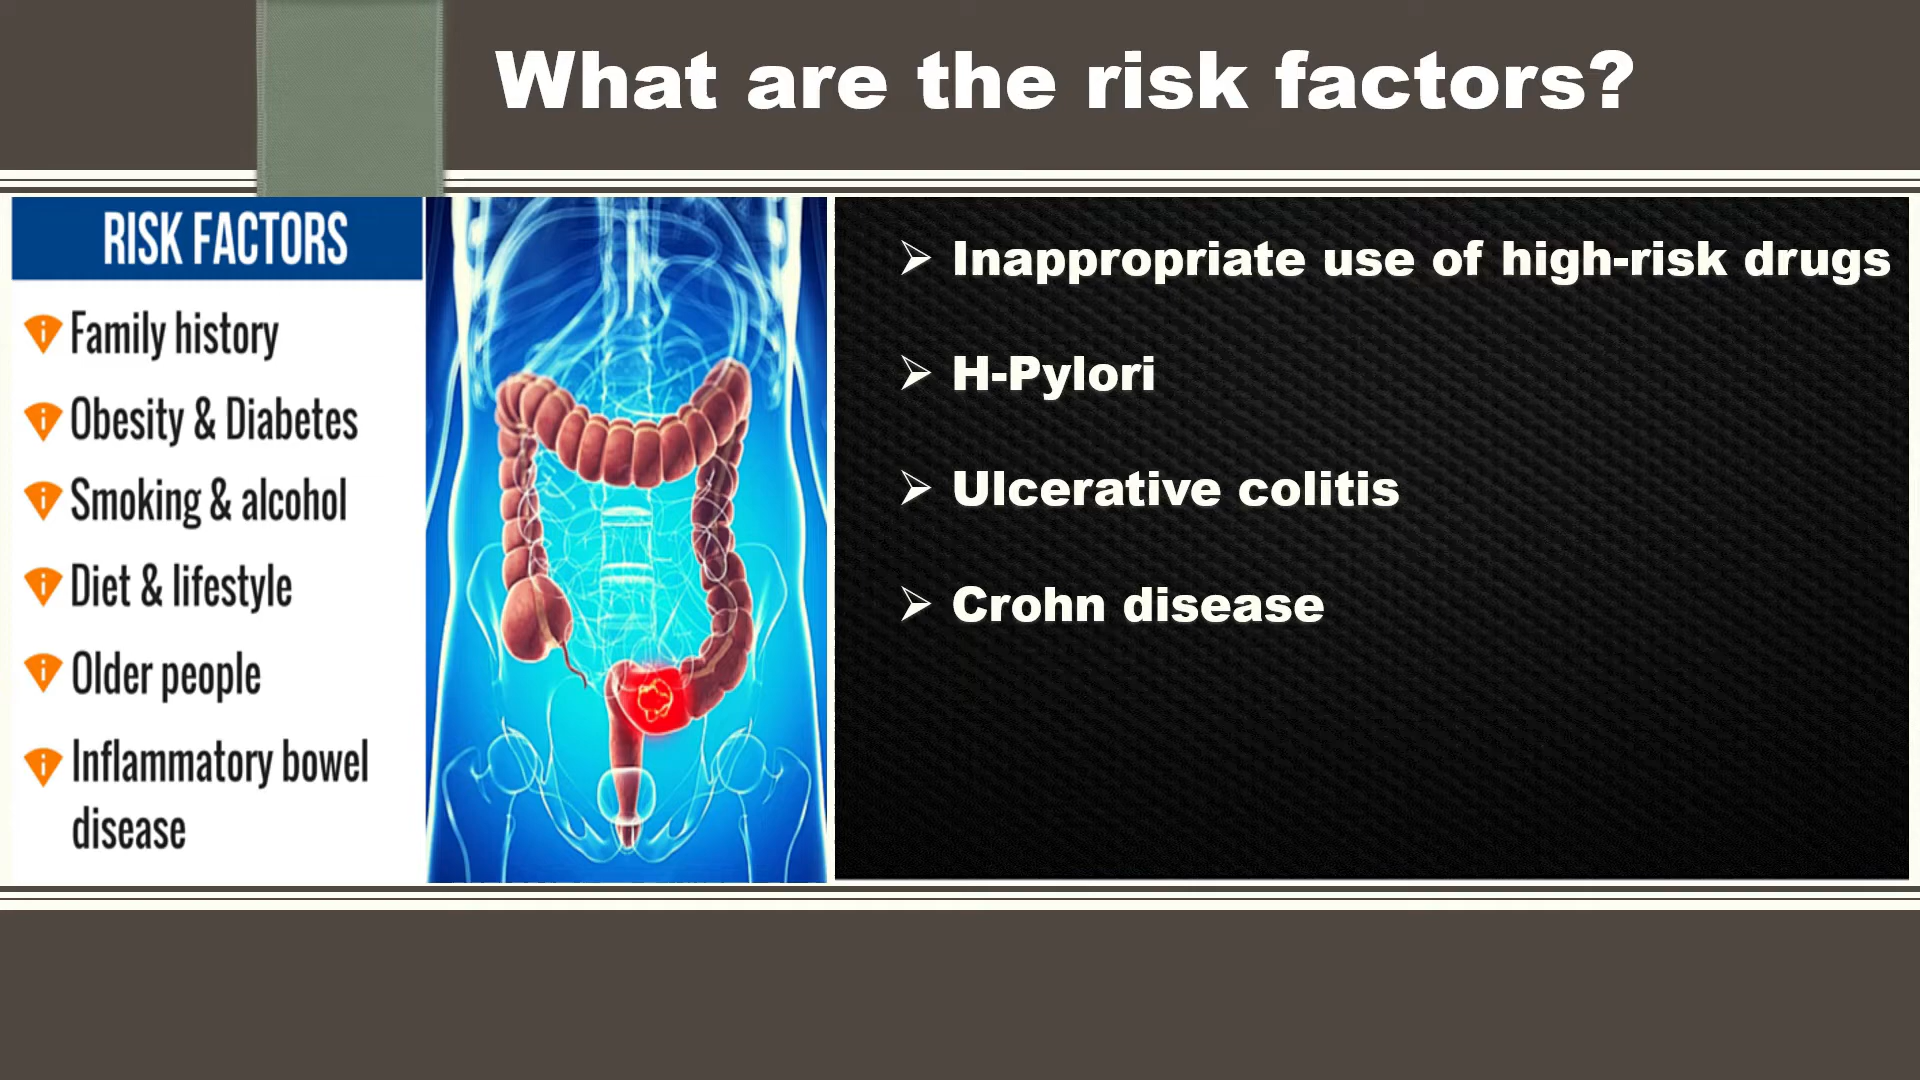 What are the risk factors?
RISK FACTORS
Family history
Obesity & Diabetes
Smoking & alcohol
Diet & lifestyle
Older people
Inflammatory bowel
disease
Inappropriate use of high-risk drugs
H-Pylori
Ulcerative colitis
Crohn disease